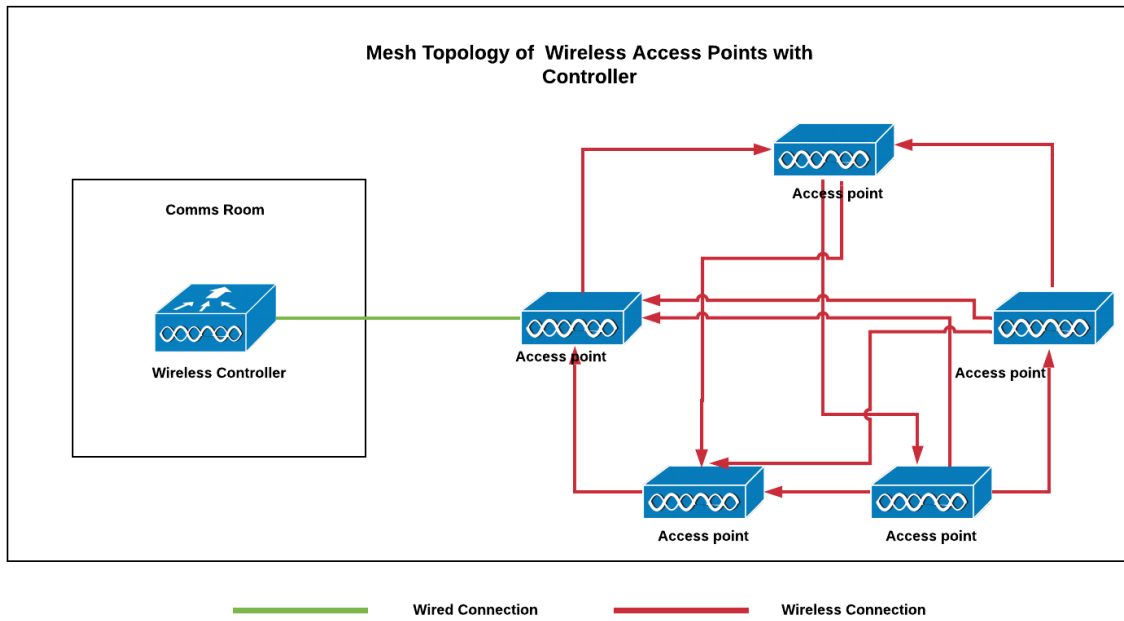 Mesh Topology of  Wireless Access Points with
Controller
Access point
Comms Room
Access point
Wireless Controller
Access point
Access point
Access point
Wired Connection
Wireless Connection